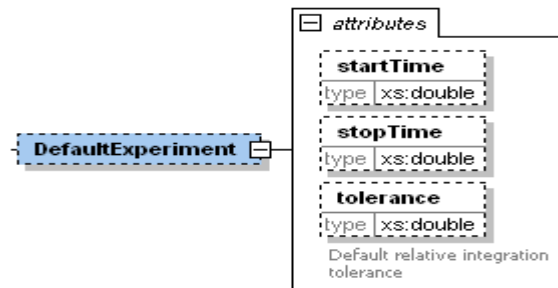 attributes
startTime
type xs:double
stopTime
type xs:double
DefaultExperiment
tolerance
type xs:double
Default relative integration
tolerance